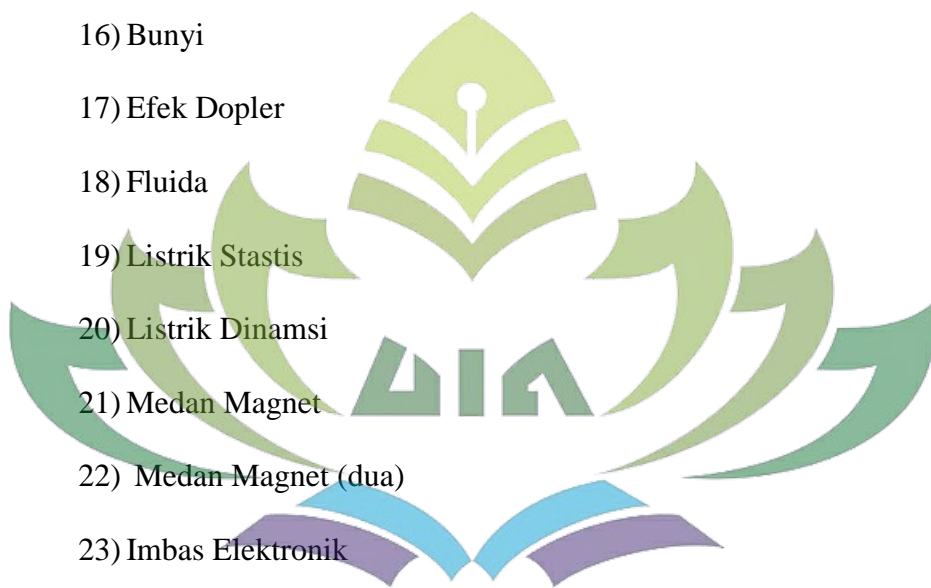 16) Bunyi
17) Efek Dopler
18) Fluida
19) Listrik Stastis
20) Listrik Dinamsi
21) Medan Magnet
UIN
22) Medan Magnet (dua)
23) Imbas Elektronik